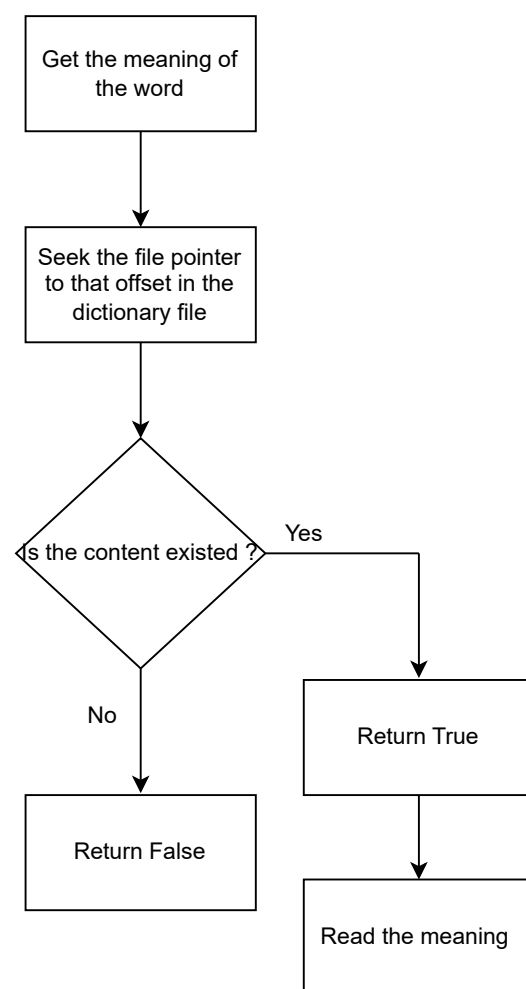 Get the meaning of
the word
Seek the file pointer
to that offset in the
dictionary file
Is the content existed ?
Yes
No
Return True
Return False
Read the meaning